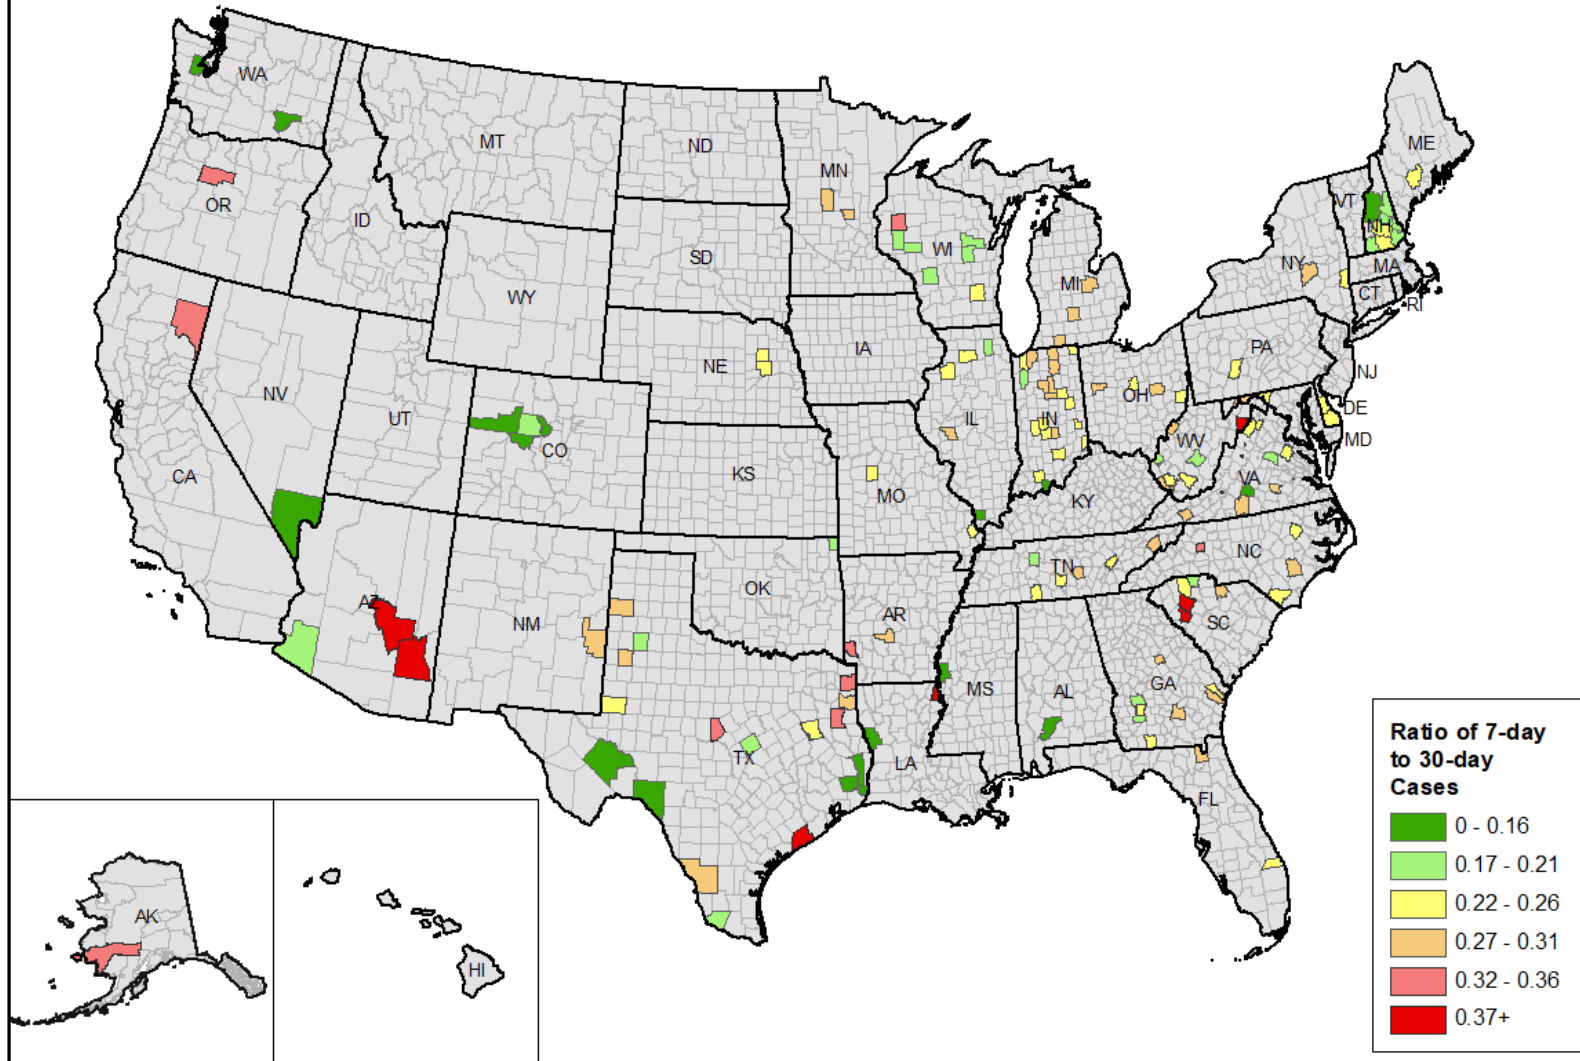 WA
MT
ND
MN
ME
OR
ID
VT
NH
WI
SD
NY
MA
MI
WY
CT
RI
IA
PA
NE
NJ
NV
UT
OH
DE
IL
IN
MD
CO
WV
CA
KS
MO
VA
KY
NC
TN
OK
AZ
NM
AR
SC
MS
AL
GA
TX
LA
FL
AK
HI
Ratio of 7-day
to 30-day
Cases
0 - 0.16
0.17 - 0.21
0.22 - 0.26
0.27 - 0.31
0.32 - 0.36
0.37+